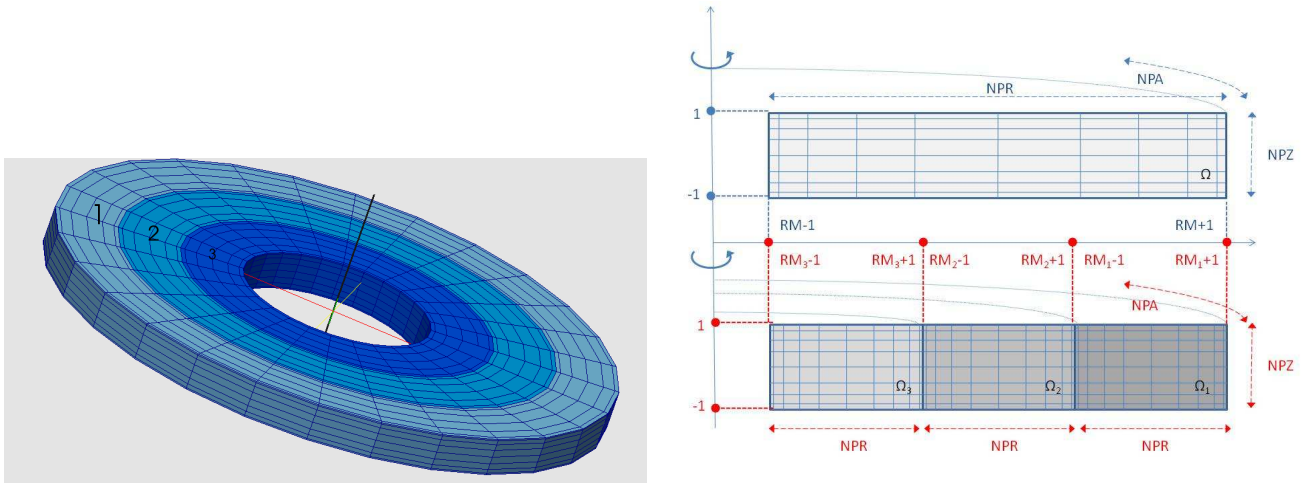 1
2
3
NPA
NPR
1
NPZ
Ω
-1
RM-1 RM+1
RM₃-1 RM₃+1 RM₂-1 RM₂+1 RM₁-1 RM₁+1
NPA
1
NPZ
Ω₃ Ω₂ Ω₁
-1
NPR NPR NPR